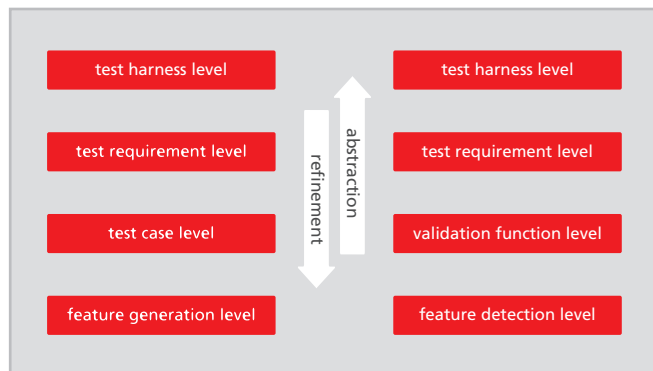 test harness level
test harness level
test requirement level
test requirement level
refinement
abstraction
test case level
validation function level
feature generation level
feature detection level